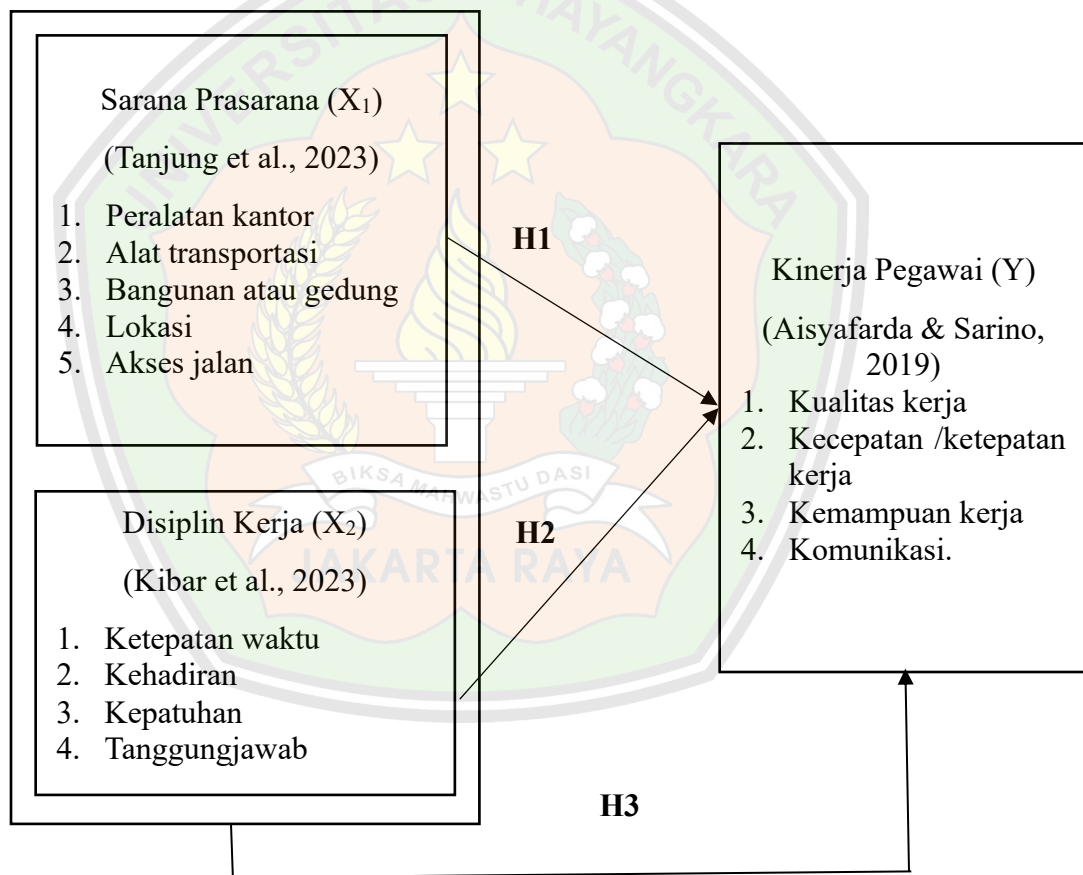 Sarana Prasarana (X₁)
(Tanjung et al., 2023)
1. Peralatan kantor
2. Alat transportasi
3. Bangunan atau gedung
4. Lokasi
5. Akses jalan
Disiplin Kerja (X₂)
(Kibar et al., 2023)
1. Ketepatan waktu
2. Kehadiran
3. Kepatuhan
4. Tanggungjawab
H1
H2
H3
Kinerja Pegawai (Y)
(Aisyafarda & Sarino,
2019)
1. Kualitas kerja
2. Kecepatan /ketepatan
kerja
3. Kemampuan kerja
4. Komunikasi.
BIKSA MAHWASTU DASI
JAKARTA RAYA